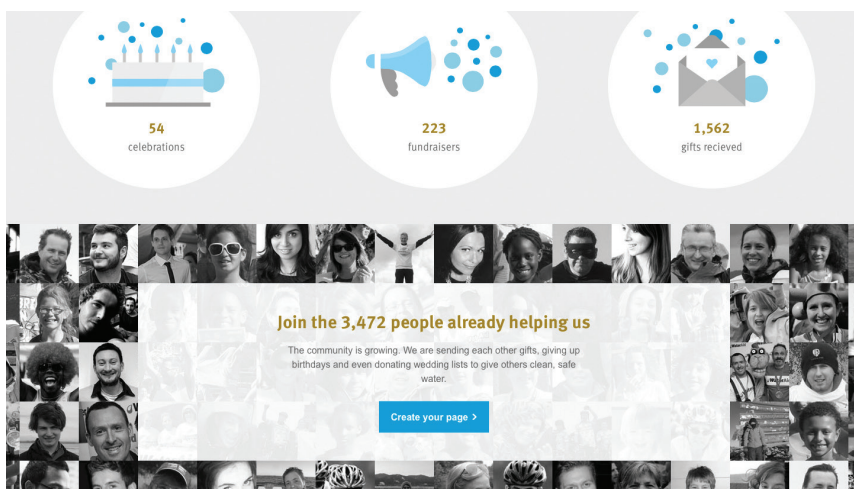 54
celebrations
223
fundraisers
1,562
gifts recieved
Join the 3,472 people already helping us
The community is growing. We are sending each other gifts, giving up
birthdays and even donating wedding lists to give others clean, safe
water.
Create your page >